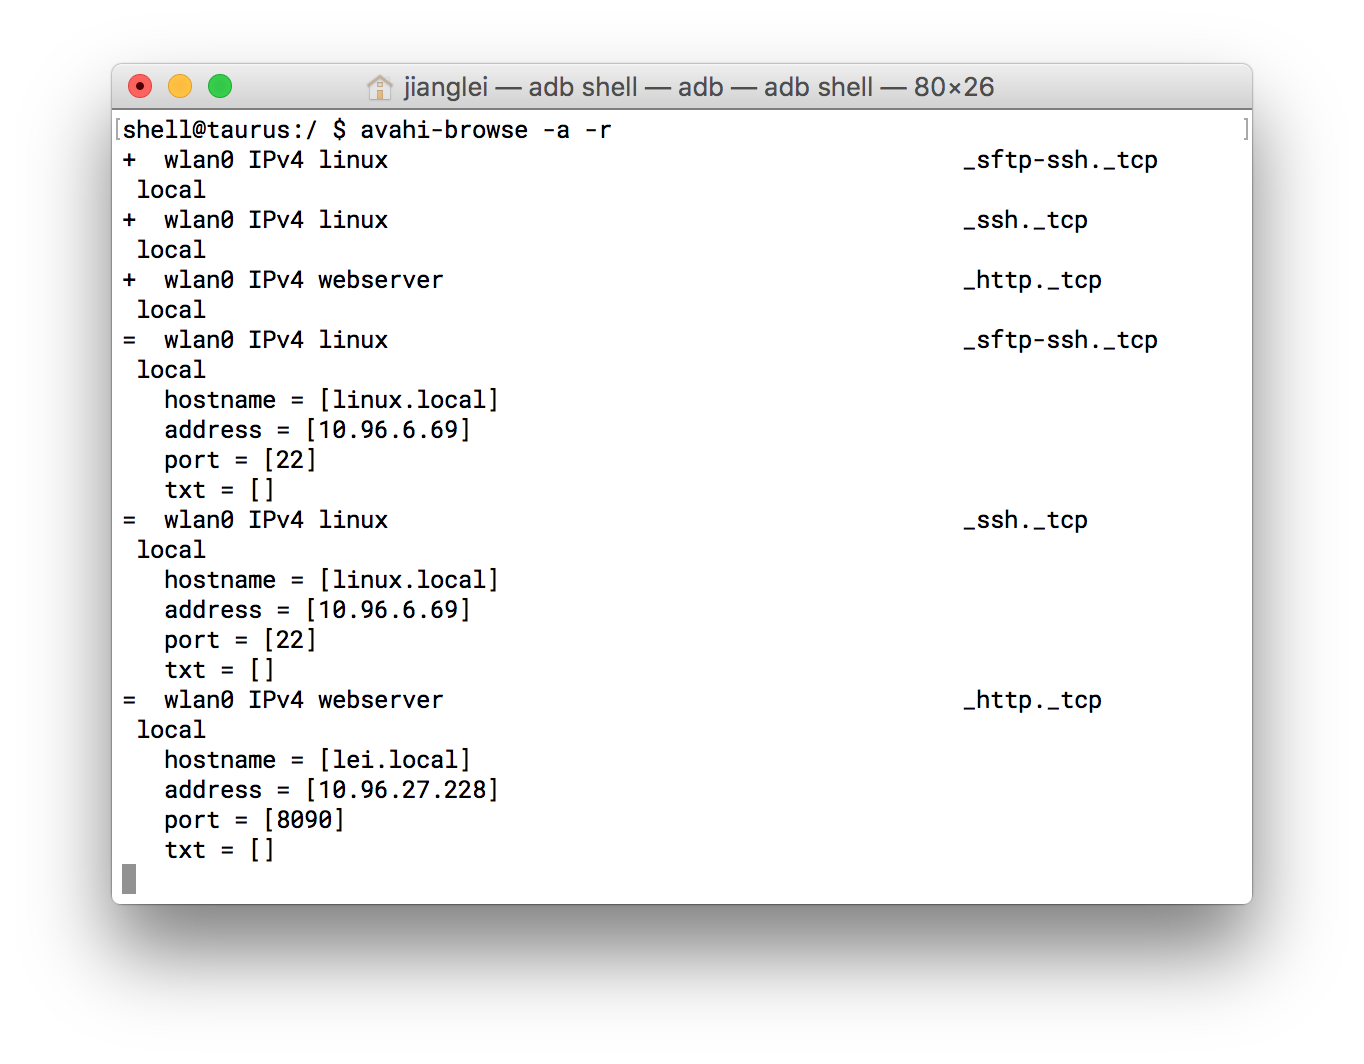 jianglei — adb shell — adb — adb shell — 80×26
[shell@taurus:/ $ avahi-browse -a -r ]
+  wlan0 IPv4 linux                                         _sftp-ssh._tcp
 local
+  wlan0 IPv4 linux                                         _ssh._tcp
 local
+  wlan0 IPv4 webserver                                     _http._tcp
 local
=  wlan0 IPv4 linux                                         _sftp-ssh._tcp
 local
   hostname = [linux.local]
   address = [10.96.6.69]
   port = [22]
   txt = []
=  wlan0 IPv4 linux                                         _ssh._tcp
 local
   hostname = [linux.local]
   address = [10.96.6.69]
   port = [22]
   txt = []
=  wlan0 IPv4 webserver                                     _http._tcp
 local
   hostname = [lei.local]
   address = [10.96.27.228]
   port = [8090]
   txt = []